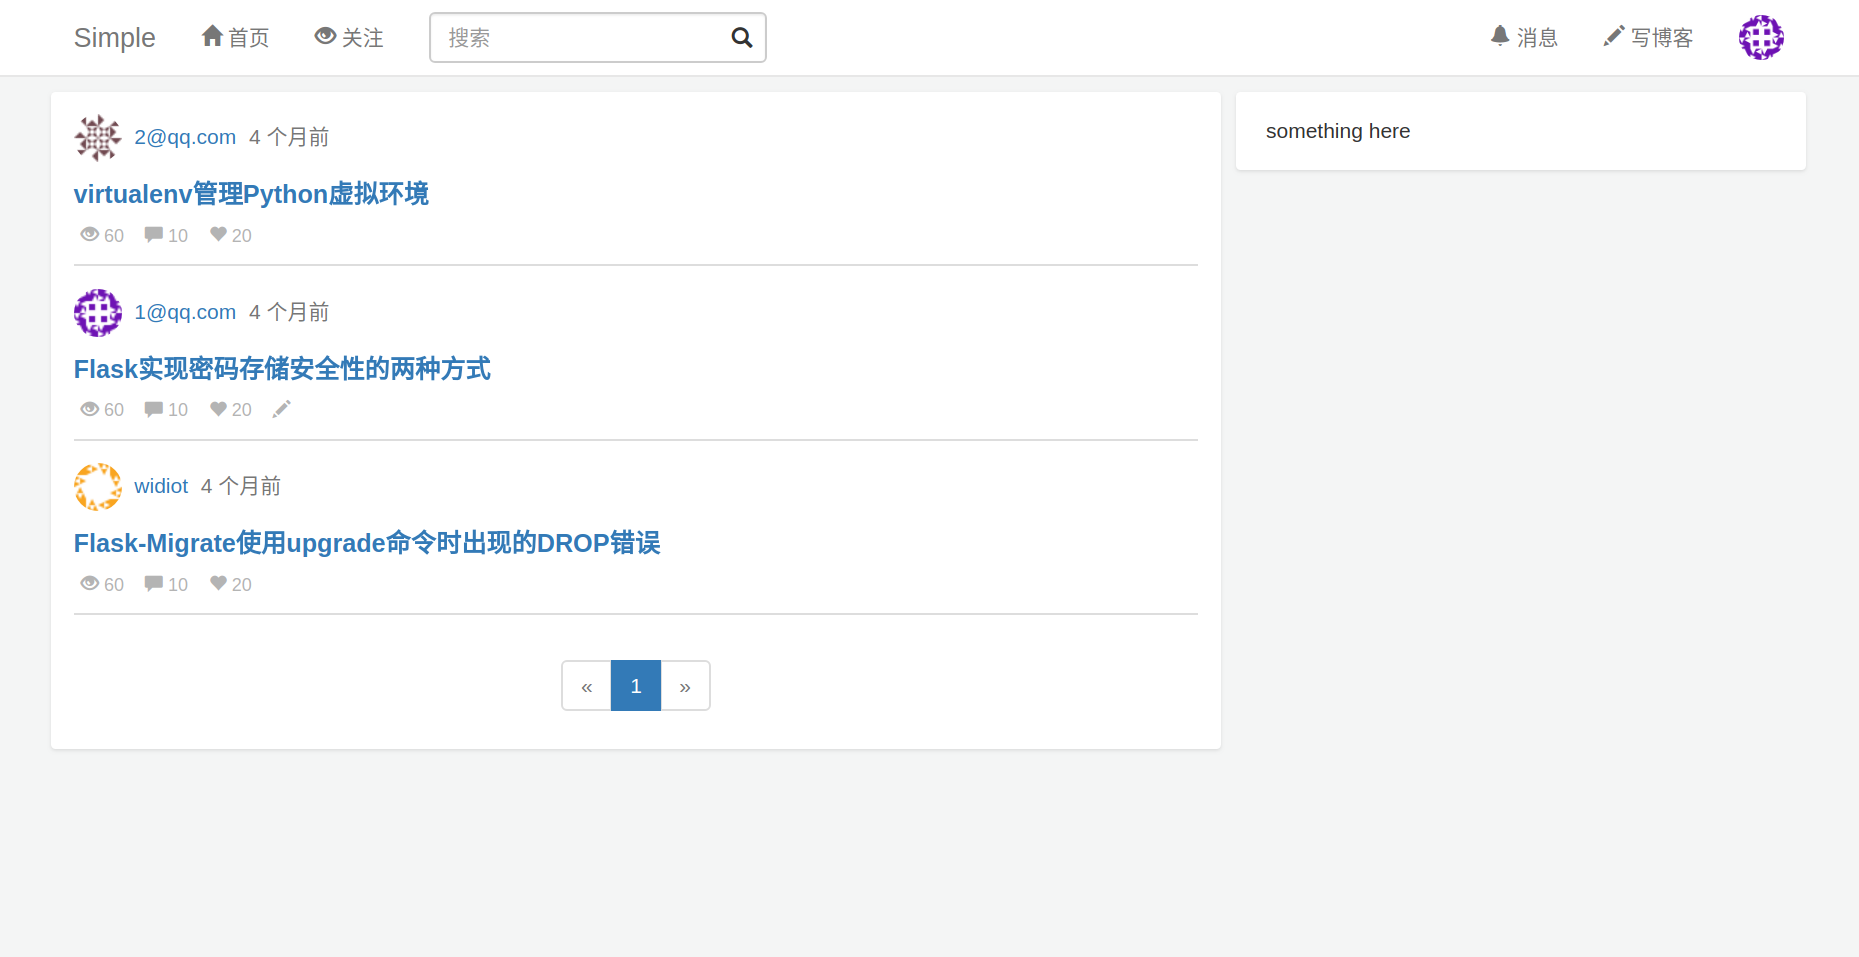 Simple 首页 关注 搜索 消息 写博客
2@qq.com 4 个月前
virtualenv管理Python虚拟环境
60 10 20
1@qq.com 4 个月前
Flask实现密码存储安全性的两种方式
60 10 20
widiot 4 个月前
Flask-Migrate使用upgrade命令时出现的DROP错误
60 10 20
« 1 »
something here